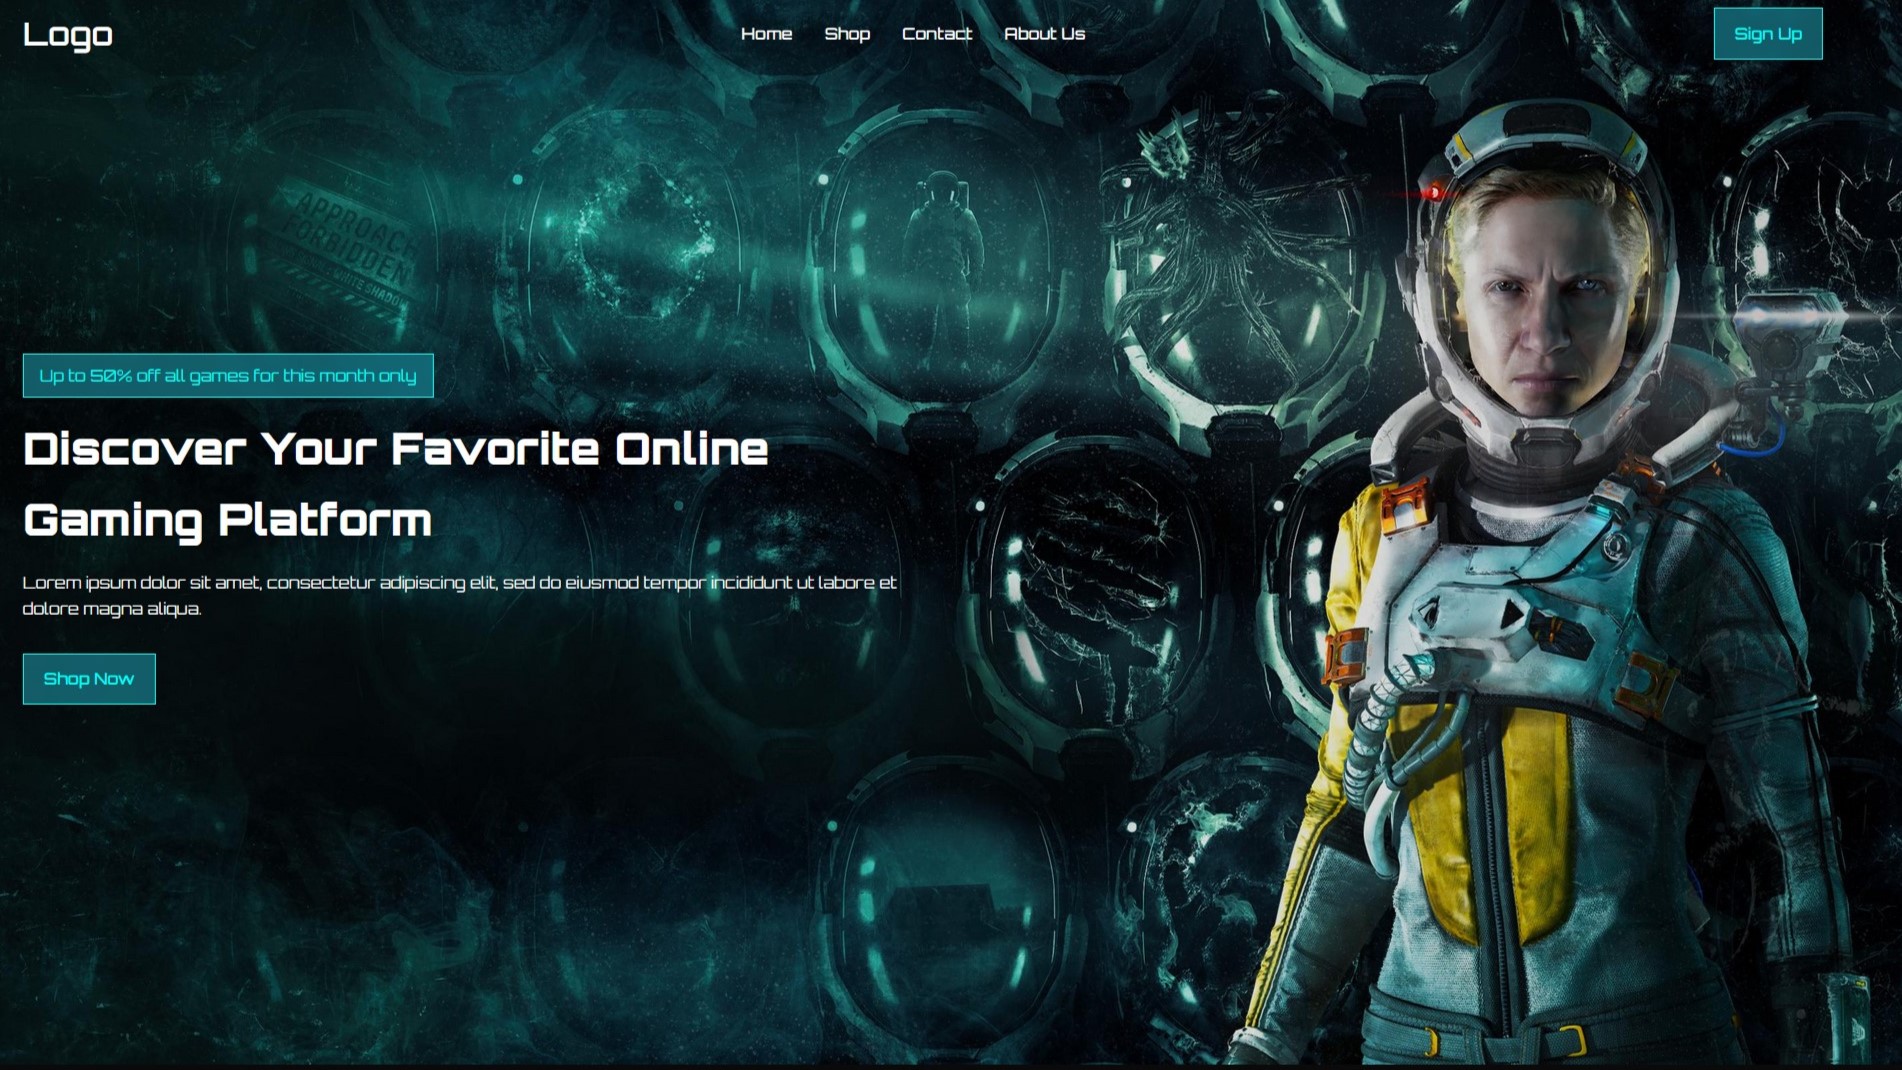 Logo
Home
Shop
Contact
About Us
Sign Up
APPROACH
FORBIDDEN
WHITE SHADOW
Up to 50% off all games for this month only
Discover Your Favorite Online
Gaming Platform
Lorem ipsum dolor sit amet, consectetur adipiscing elit, sed do eiusmod tempor incididunt ut labore et
dolore magna aliqua.
Shop Now